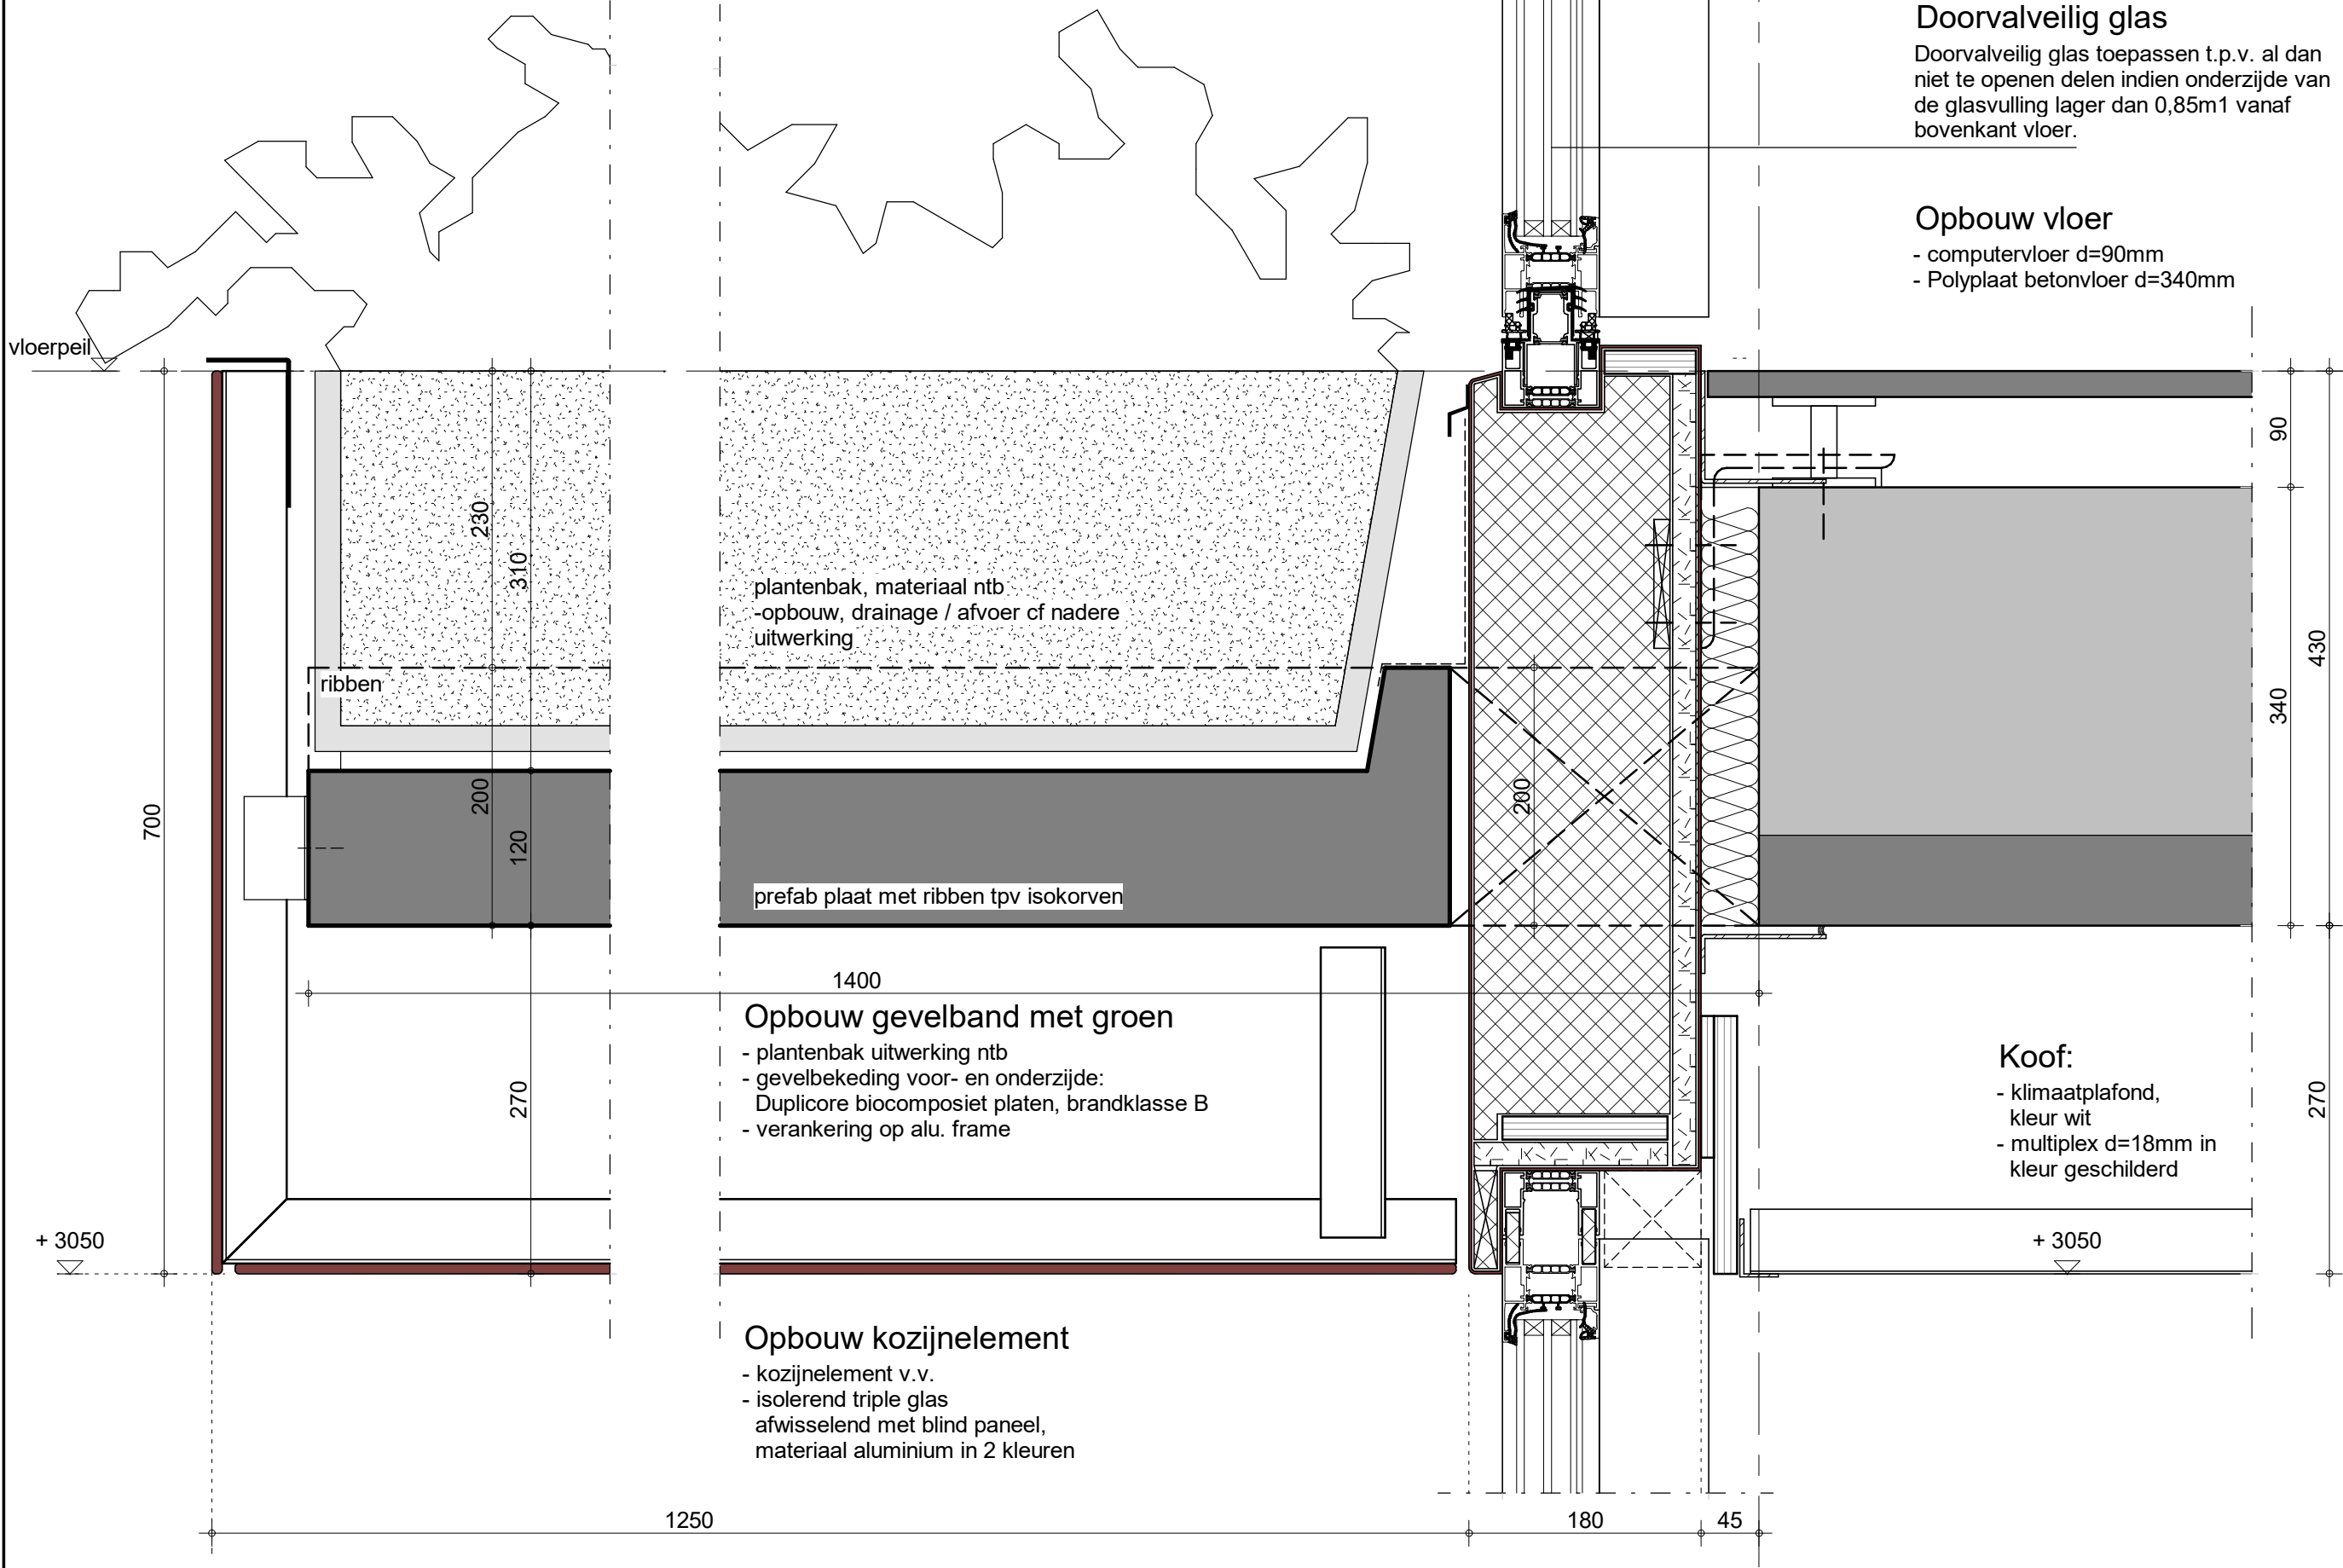 Doorvalveilig glas
Doorvalveilig glas toepassen t.p.v. al dan
niet te openen delen indien onderzijde van
de glasvulling lager dan 0,85m1 vanaf
bovenkant vloer.
Opbouw vloer
- computervloer d=90mm
- Polyplaat betonvloer d=340mm
vloerpeil
90
230
310
plantenbak, materiaal ntb
-opbouw, drainage / afvoer cf nadere
uitwerking
430
ribben
340
200
200
700
120
prefab plaat met ribben tpv isokorven
1400
Opbouw gevelband met groen
- plantenbak uitwerking ntb
- gevelbekeding voor- en onderzijde:
Duplicore biocomposiet platen, brandklasse B
- verankering op alu. frame
270
Koof:
- klimaatplafond,
kleur wit
- multiplex d=18mm in
kleur geschilderd
270
+ 3050
+ 3050
Opbouw kozijnelement
- kozijnelement v.v.
- isolerend triple glas
afwisselend met blind paneel,
materiaal aluminium in 2 kleuren
1250
180
45